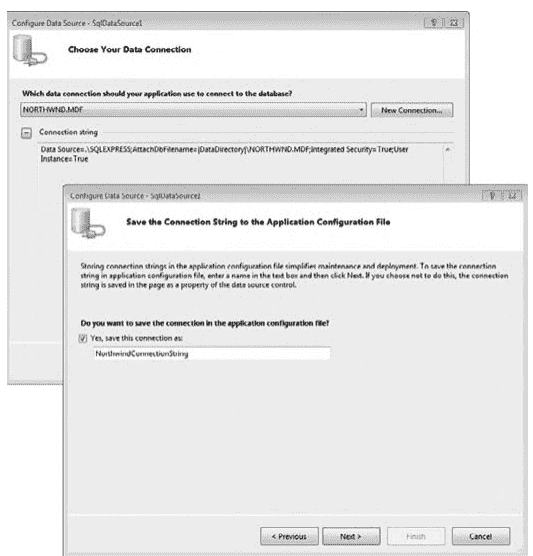 Configure Data Source - SqlDataSource1
Choose Your Data Connection
Which data connection should your application use to connect to the database?
NORTHWND.MDF
New Connection...
Connection string
Data Source=.\SQLEXPRESS;AttachDbFilename=|DataDirectory|\NORTHWND.MDF;Integrated Security=True;User
Instance=True
Configure Data Source - SqlDataSource1
Save the Connection String to the Application Configuration File
Storing connection strings in the application configuration file simplifies maintenance and deployment. To save the connection
string in application configuration file, enter a name in the text box and then click Next. If you choose not to do this, the connection
string is saved in the page as a property of the data source control.
Do you want to save the connection in the application configuration file?
Yes, save this connection as:
NorthwindConnectionString
< Previous
Next >
Finish
Cancel